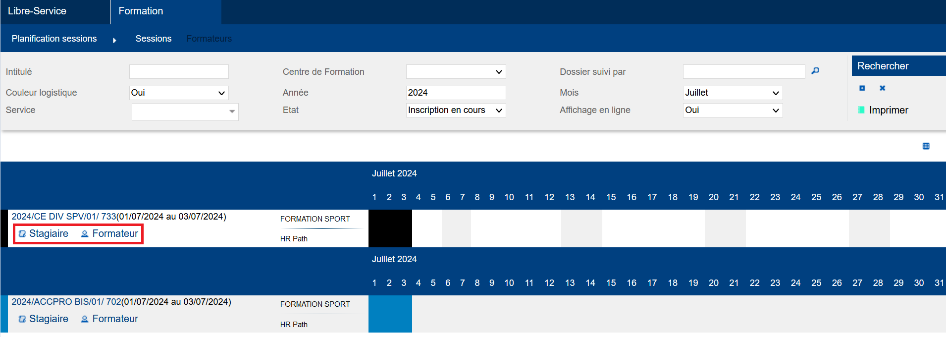 Libre-Service Formation
Planification sessions Sessions Formateurs
Intitulé Centre de Formation Dossier suivi par Rechercher
Couleur logistique Oui Année 2024 Mois Juillet
Service Etat Inscription en cours Affichage en ligne Oui Imprimer
Juillet 2024
1 2 3 4 5 6 7 8 9 10 11 12 13 14 15 16 17 18 19 20 21 22 23 24 25 26 27 28 29 30 31
2024/CE DIV SPV/01/ 733(01/07/2024 au 03/07/2024) FORMATION SPORT
Stagiaire Formateur HR Path
Juillet 2024
1 2 3 4 5 6 7 8 9 10 11 12 13 14 15 16 17 18 19 20 21 22 23 24 25 26 27 28 29 30 31
2024/ACCPRO BIS/01/ 702(01/07/2024 au 03/07/2024) FORMATION SPORT
Stagiaire Formateur HR Path